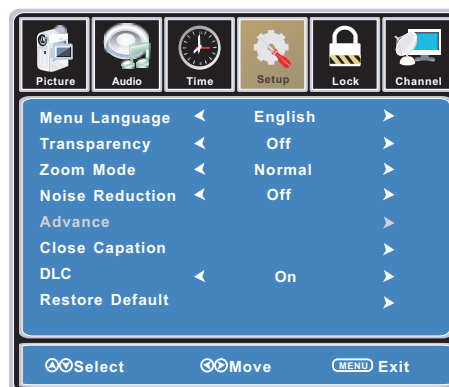 Picture Audio Time Setup Lock Channel
Menu Language English
Transparency Off
Zoom Mode Normal
Noise Reduction Off
Advance
Close Capation
DLC On
Restore Default
Select Move MENU Exit